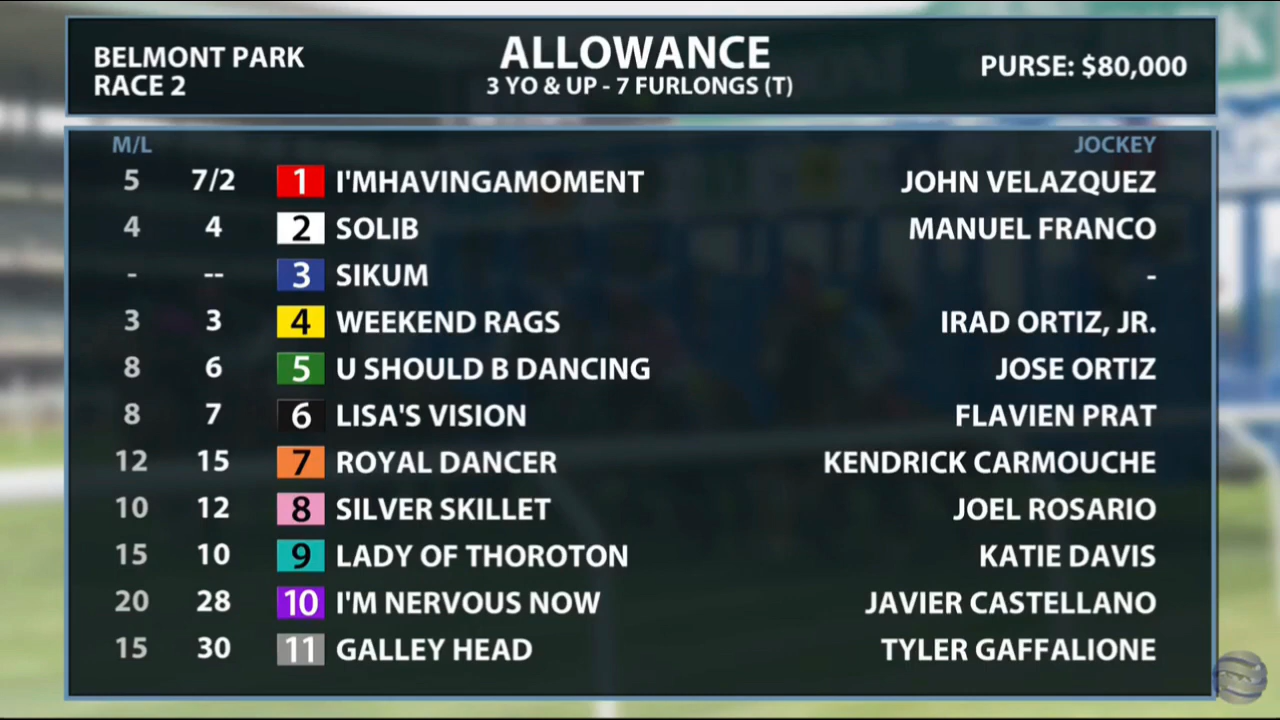 BELMONT PARK
RACE 2
ALLOWANCE
3 YO & UP - 7 FURLONGS (T)
PURSE: $80,000
M/L JOCKEY
5 7/2 1 I'MHAVINGAMOMENT JOHN VELAZQUEZ
4 4 2 SOLIB MANUEL FRANCO
- -- 3 SIKUM -
3 3 4 WEEKEND RAGS IRAD ORTIZ, JR.
8 6 5 U SHOULD B DANCING JOSE ORTIZ
8 7 6 LISA'S VISION FLAVIEN PRAT
12 15 7 ROYAL DANCER KENDRICK CARMOUCHE
10 12 8 SILVER SKILLET JOEL ROSARIO
15 10 9 LADY OF THOROTON KATIE DAVIS
20 28 10 I'M NERVOUS NOW JAVIER CASTELLANO
15 30 11 GALLEY HEAD TYLER GAFFALIONE